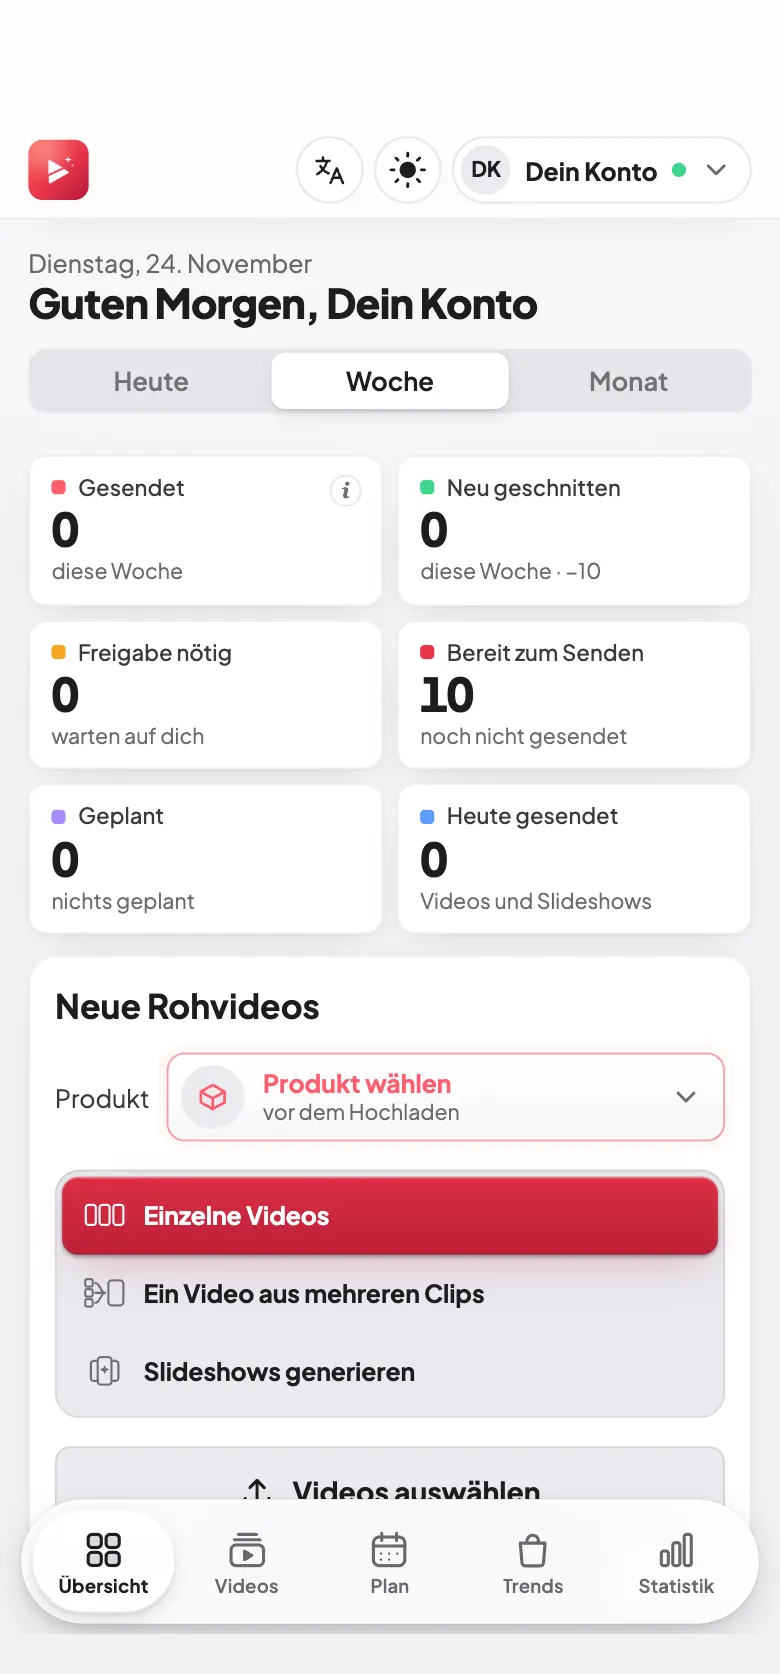 DK Dein Konto
Dienstag, 24. November
Guten Morgen, Dein Konto
Heute Woche Monat
Gesendet
0
diese Woche
Neu geschnitten
0
diese Woche · –10
Freigabe nötig
0
warten auf dich
Bereit zum Senden
10
noch nicht gesendet
Geplant
0
nichts geplant
Heute gesendet
0
Videos und Slideshows
Neue Rohvideos
Produkt
Produkt wählen
vor dem Hochladen
Einzelne Videos
Ein Video aus mehreren Clips
Slideshows generieren
Videos auswählen
Übersicht Videos Plan Trends Statistik